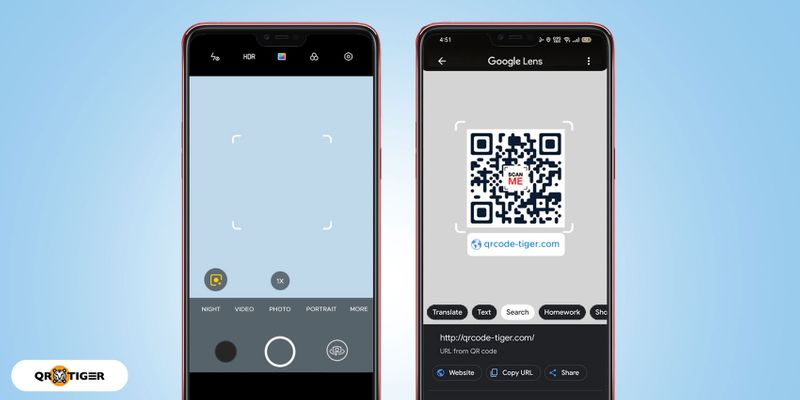 HDR
1X
NIGHT VIDEO PHOTO PORTRAIT MORE
4:51
Google Lens
SCAN
ME
qrcode-tiger.com
Translate Text Search Homework Sho
http://qrcode-tiger.com/
URL from QR code
Website Copy URL Share
QR TIGER